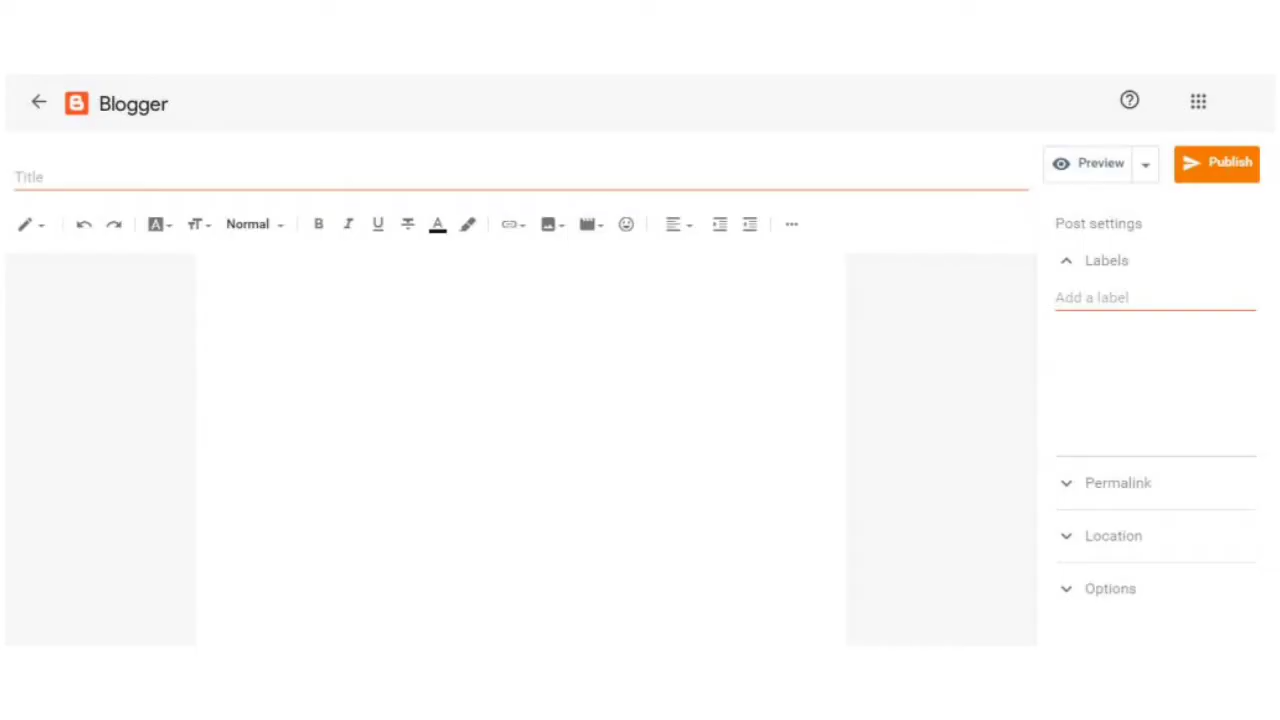 Blogger
Title
Preview
Publish
Normal
B I U A
Post settings
Labels
Add a label
Permalink
Location
Options